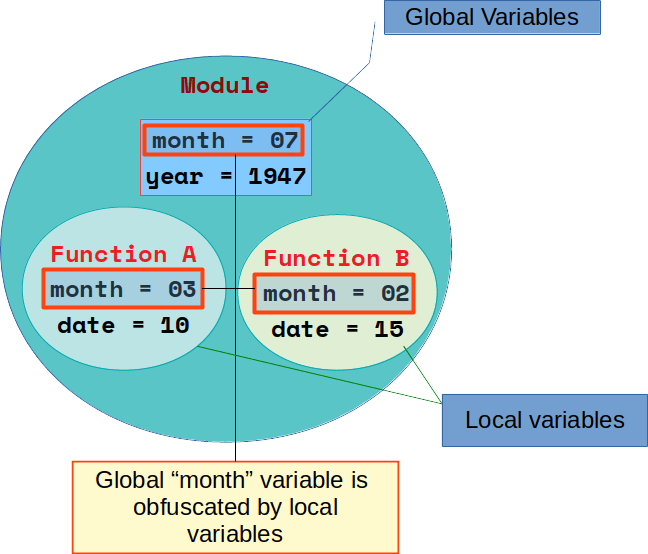 Global Variables
Module
month = 07
year = 1947
Function A
month = 03
date = 10
Function B
month = 02
date = 15
Local variables
Global “month” variable is
obfuscated by local
variables